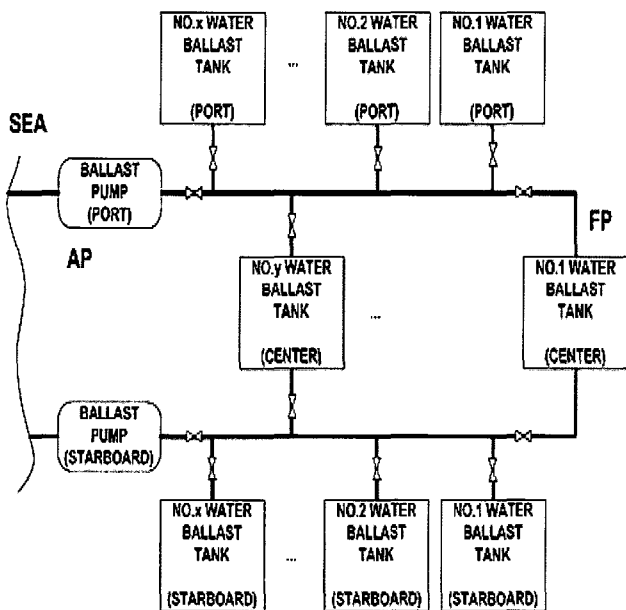 NO.x WATER
BALLAST
TANK
(PORT)
...
NO.2 WATER
BALLAST
TANK
(PORT)
NO.1 WATER
BALLAST
TANK
(PORT)
SEA
BALLAST
PUMP
(PORT)
AP
FP
NO.y WATER
BALLAST
TANK
(CENTER)
...
NO.1 WATER
BALLAST
TANK
(CENTER)
BALLAST
PUMP
(STARBOARD)
NO.x WATER
BALLAST
TANK
(STARBOARD)
...
NO.2 WATER
BALLAST
TANK
(STARBOARD)
NO.1 WATER
BALLAST
TANK
(STARBOARD)